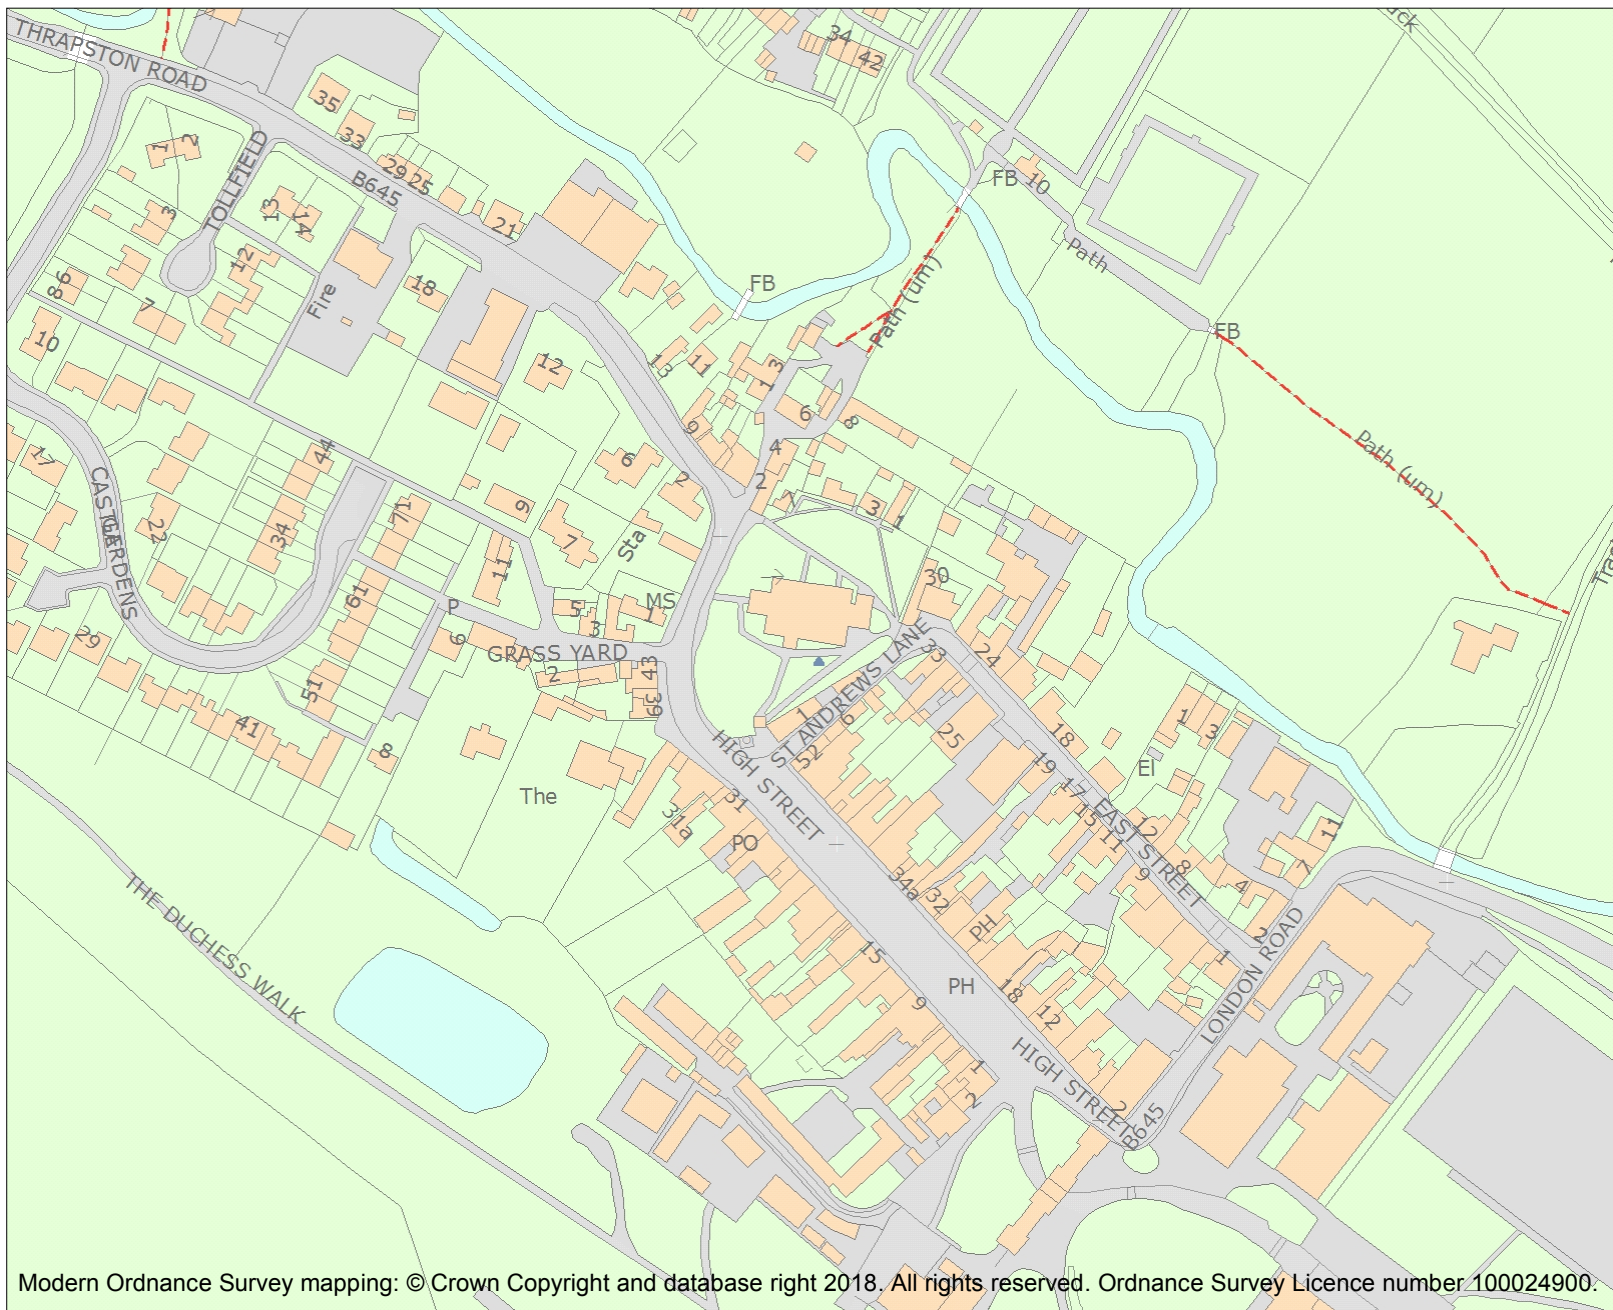 ack
34
42
THRAPSTON ROAD
35
33
29
25
B645
TOLLFIELD
1
2
3
13
14
12
21
FB
10
Path
Path (um)
FB
FB
Path (um)
Track
6
8
7
10
Fire
18
12
13
11
9
1
3
6
8
4
2
7
3
1
6
2
9
7
Sta
11
5
3
1
MS
GRASS YARD
2
43
39
P
6
8
17
CASTLE
GARDENS
22
44
34
71
61
51
41
29
The
THE DUCHESS WALK
30
24
33
ST ANDREWS LANE
1
6
52
25
18
19
17
15
11
9
EAST STREET
12
8
4
2
1
El
1
3
11
7
LONDON ROAD
HIGH STREET
31
31a
PO
34a
32
PH
PH
15
9
18
12
1
2
HIGH STREET
2
B645
Modern Ordnance Survey mapping: © Crown Copyright and database right 2018. All rights reserved. Ordnance Survey Licence number 100024900.